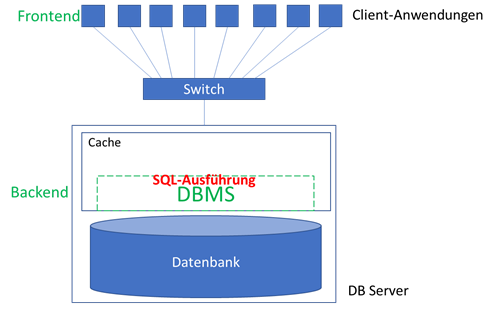 Frontend
Client-Anwendungen
Switch
Cache
SQL-Ausführung
DBMS
Backend
Datenbank
DB Server